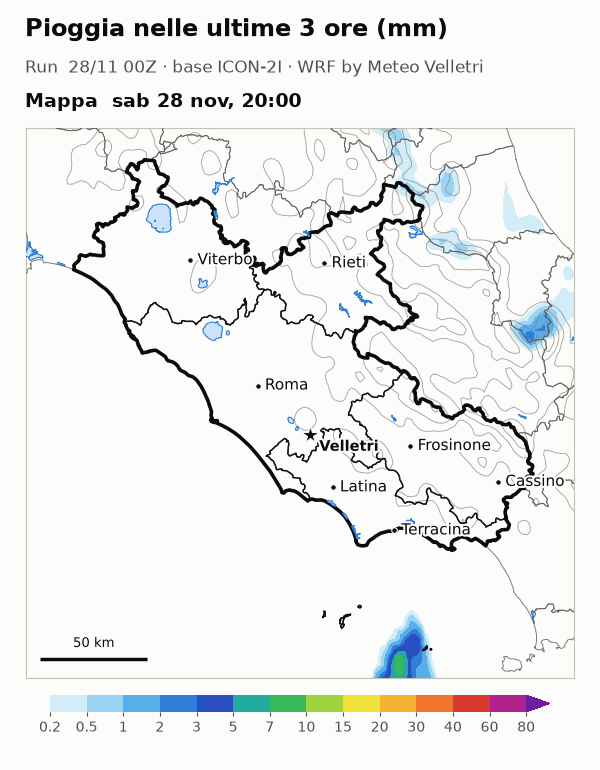 Pioggia nelle ultime 3 ore (mm)
Run  28/11 00Z · base ICON-2I · WRF by Meteo Velletri
Mappa  sab 28 nov, 20:00
Viterbo
Rieti
Roma
Velletri
Frosinone
Latina
Cassino
Terracina
50 km
0.2 0.5 1 2 3 5 7 10 15 20 30 40 60 80